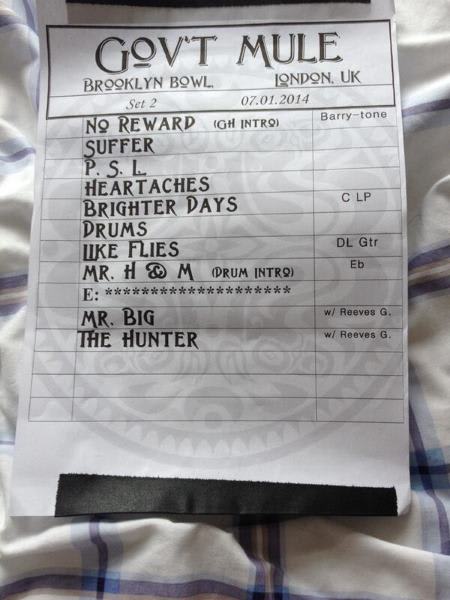 GOV'T MULE
BROOKLYN BOWL, LONDON, UK
Set 2 07.01.2014
NO REWARD (GH INTRO) Barry-tone
SUFFER
P. S. L.
HEARTACHES
BRIGHTER DAYS C LP
DRUMS
LIKE FLIES DL Gtr
MR. H & M (DRUM INTRO) Eb
E: ********************
MR. BIG w/ Reeves G.
THE HUNTER w/ Reeves G.